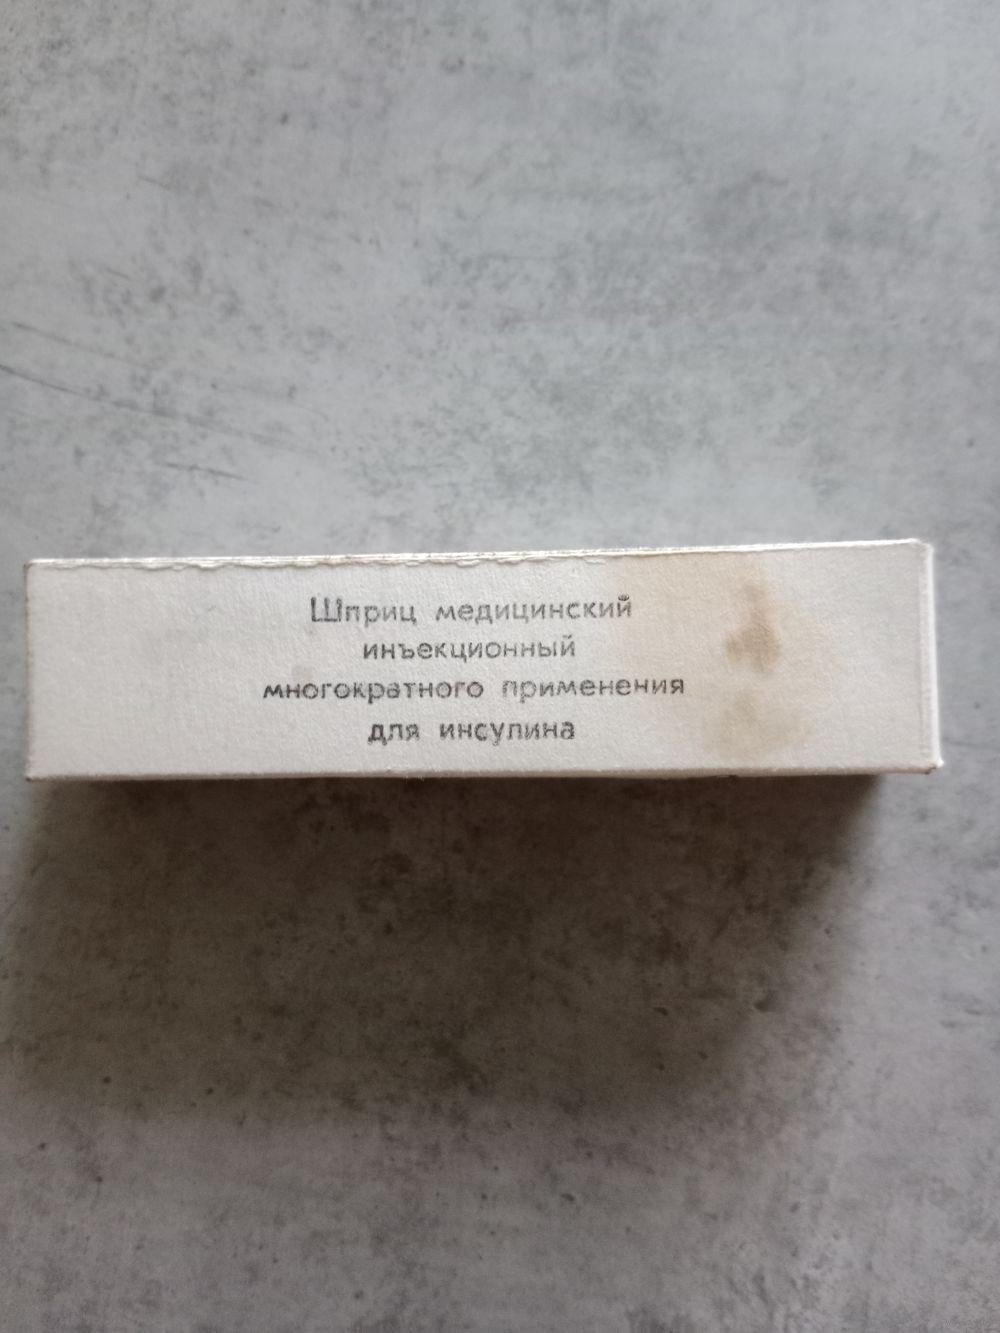 Шприц медицинский
инъекционный
многократного применения
для инсулина